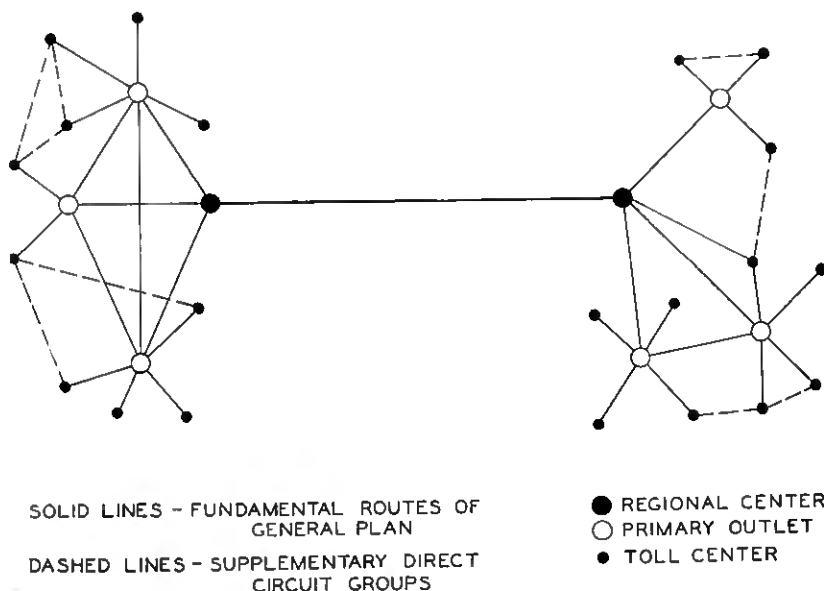 SOLID LINES - FUNDAMENTAL ROUTES OF
GENERAL PLAN
DASHED LINES - SUPPLEMENTARY DIRECT
CIRCUIT GROUPS
REGIONAL CENTER
PRIMARY OUTLET
TOLL CENTER